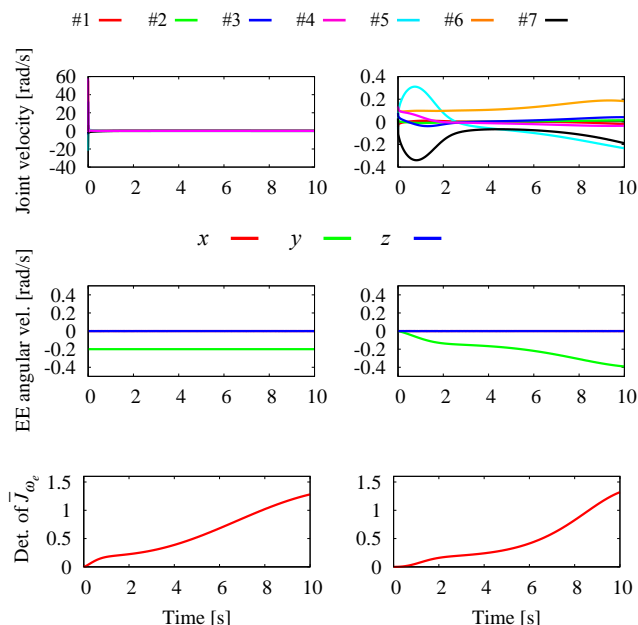 #1 #2 #3 #4 #5 #6 #7
Joint velocity [rad/s]
60
40
20
0
-20
-40
0 2 4 6 8 10
0.4
0.2
0
-0.2
-0.4
0 2 4 6 8 10
x y z
EE angular vel. [rad/s]
0.4
0.2
0
-0.2
-0.4
0 2 4 6 8 10
0.4
0.2
0
-0.2
-0.4
0 2 4 6 8 10
Det. of J̄_ωe
1.5
1
0.5
0
0 2 4 6 8 10
Time [s]
1.5
1
0.5
0
0 2 4 6 8 10
Time [s]